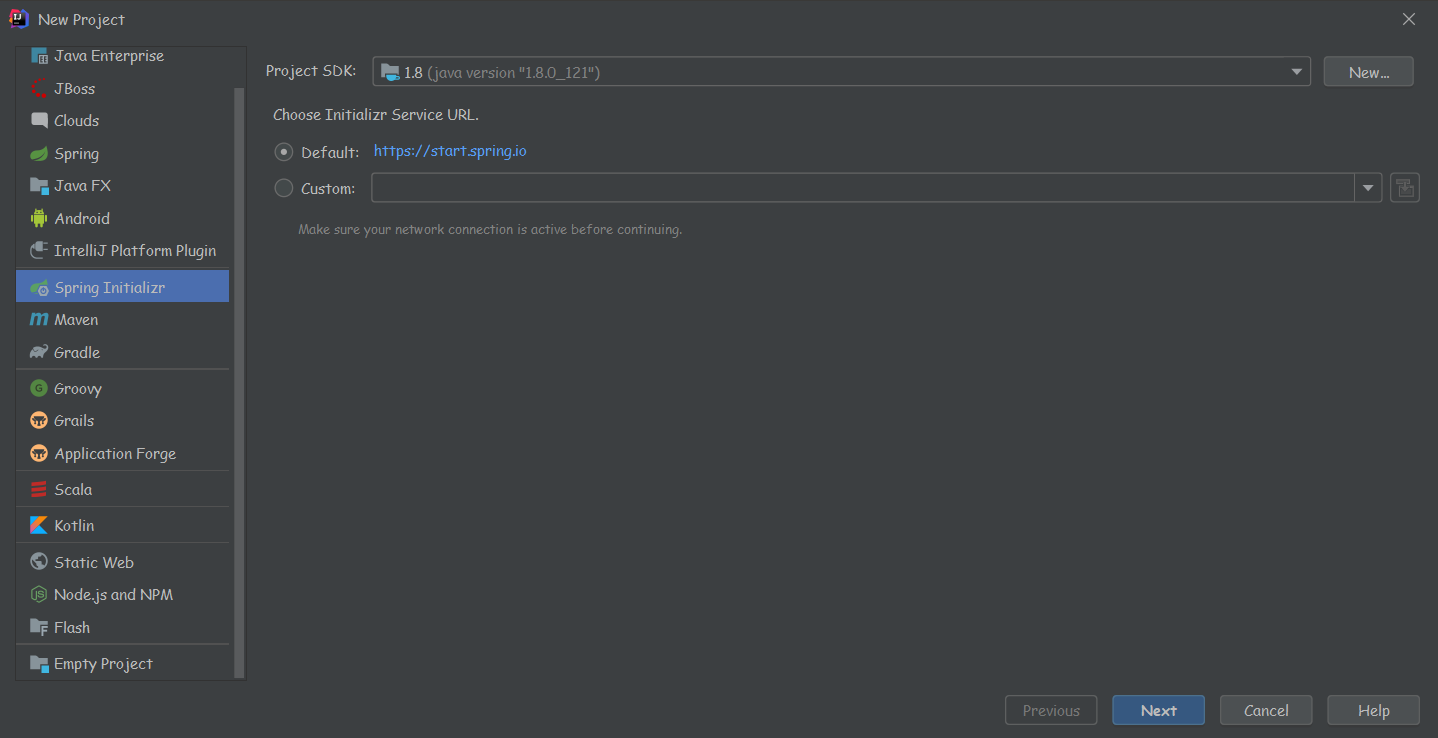 New Project
Java Enterprise
JBoss
Clouds
Spring
Java FX
Android
IntelliJ Platform Plugin
Spring Initializr
Maven
Gradle
Groovy
Grails
Application Forge
Scala
Kotlin
Static Web
Node.js and NPM
Flash
Empty Project
Project SDK: 1.8 (java version "1.8.0_121") New...
Choose Initializr Service URL.
Default: https://start.spring.io
Custom:
Make sure your network connection is active before continuing.
Previous Next Cancel Help